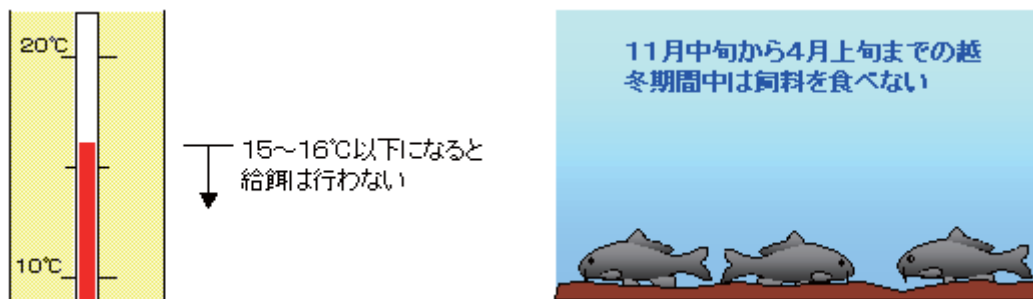 20℃
15～16℃以下になると
給餌は行わない
10℃
11月中旬から4月上旬までの越
冬期間中は飼料を食べない